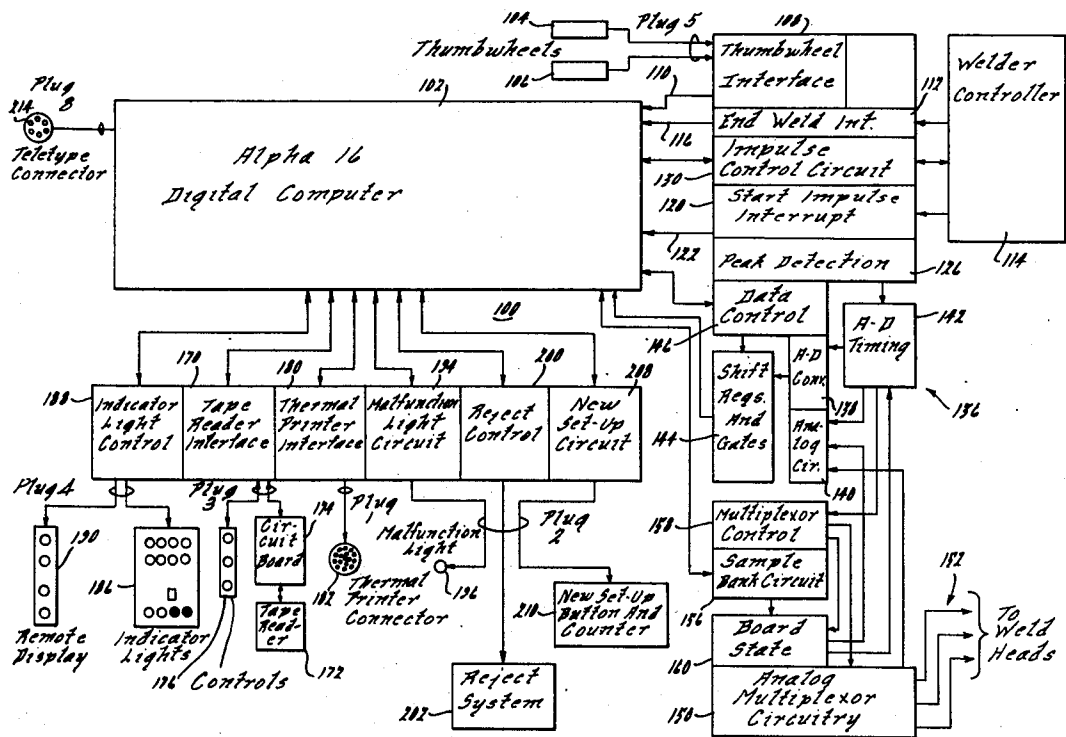 104
Plug 5
108
Thumbwheels
106
110
Thumbwheel
Interface
Welder
Controller
112
Plug
8
214
Teletype
Connector
102
Alpha 16
Digital Computer
116
End Weld Int.
Impulse
Control Circuit
130
120
Start Impulse
Interrupt
122
Peak Detection
126
114
100
Data
Control
146
A-D
Timing
142
A-D
Conv.
138
136
Shift
Regs.
And
Gates
144
Ana-
log
Cir.
140
188
170
180
194
200
208
Indicator
Light
Control
Tape
Reader
Interface
Thermal
Printer
Interface
Malfunction
Light
Circuit
Reject
Control
New
Set-Up
Circuit
Plug 4
Plug
3
Plug
1
Plug
2
190
Remote
Display
186
Indicator
Lights
176
Controls
174
Cir-
cuit
Board
Tape
Read-
er
172
182
Thermal
Printer
Connector
Malfunction
Light
196
210
New Set-Up
Button And
Counter
Reject
System
202
158
Multiplexor
Control
Sample
Bank Circuit
156
Board
State
160
Analog
Multiplexor
Circuitry
150
152
To
Weld
Heads